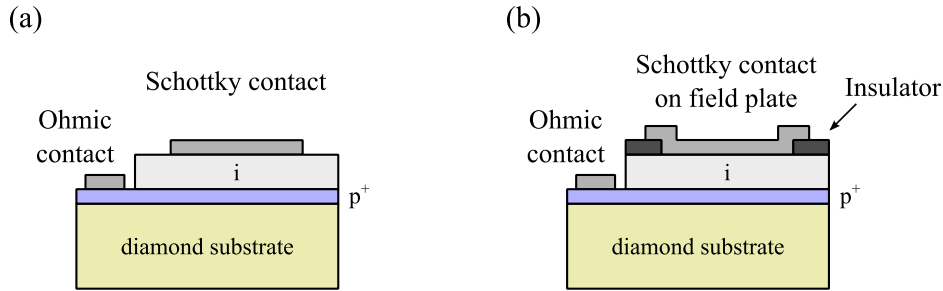 (a)
Schottky contact
Ohmic
contact
i
p⁺
diamond substrate
(b)
Schottky contact
on field plate
Insulator
Ohmic
contact
i
p⁺
diamond substrate